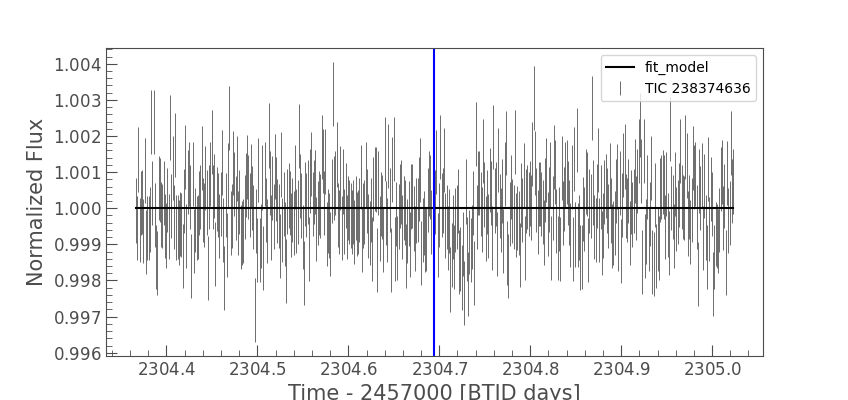 fit_model
TIC 238374636
1.004
1.003
1.002
1.001
1.000
0.999
0.998
0.997
0.996
Normalized Flux
2304.4 2304.5 2304.6 2304.7 2304.8 2304.9 2305.0
Time - 2457000 [BTJD days]